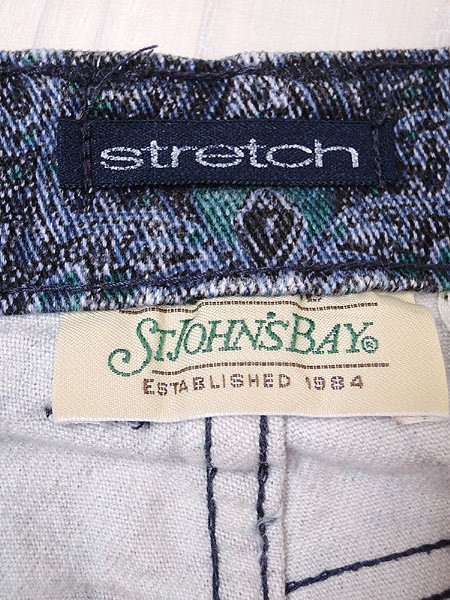 stretch
ST. JOHN'S BAY®
ESTABLISHED 1984